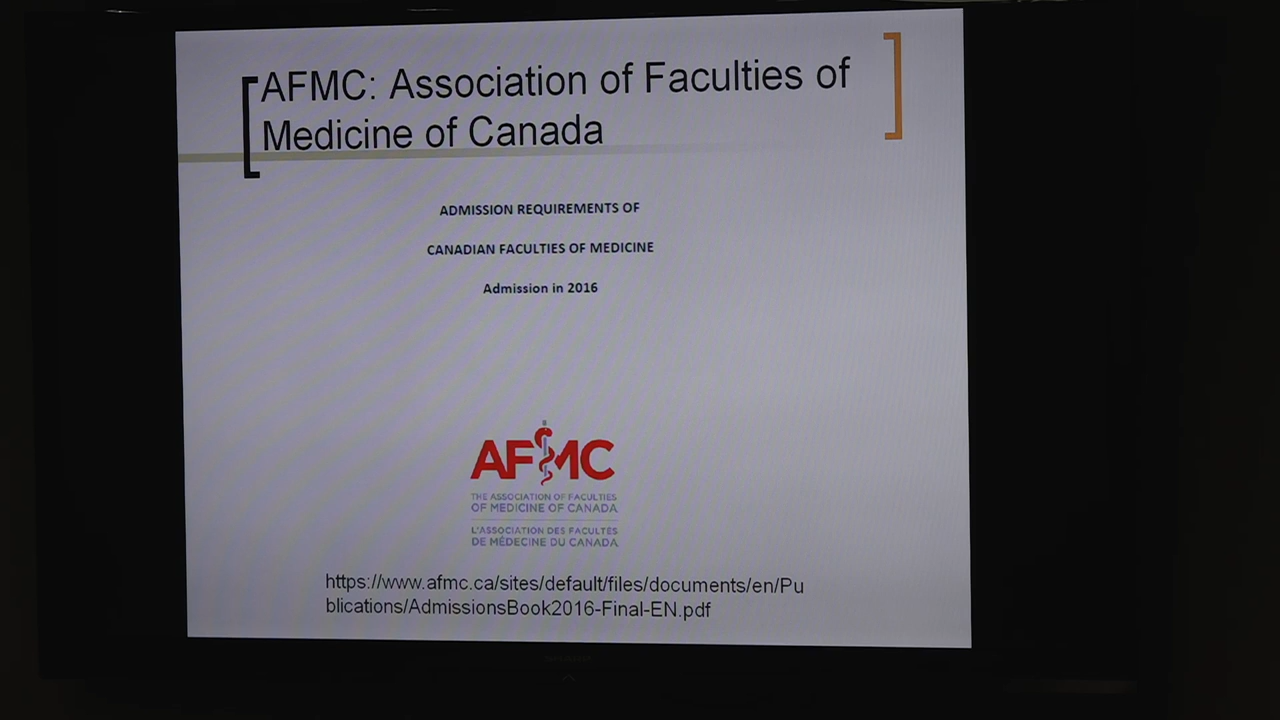 AFMC: Association of Faculties of
Medicine of Canada
ADMISSION REQUIREMENTS OF
CANADIAN FACULTIES OF MEDICINE
Admission in 2016
AFMC
THE ASSOCIATION OF FACULTIES
OF MEDICINE OF CANADA
L'ASSOCIATION DES FACULTÉS
DE MÉDECINE DU CANADA
https://www.afmc.ca/sites/default/files/documents/en/Pu
blications/AdmissionsBook2016-Final-EN.pdf